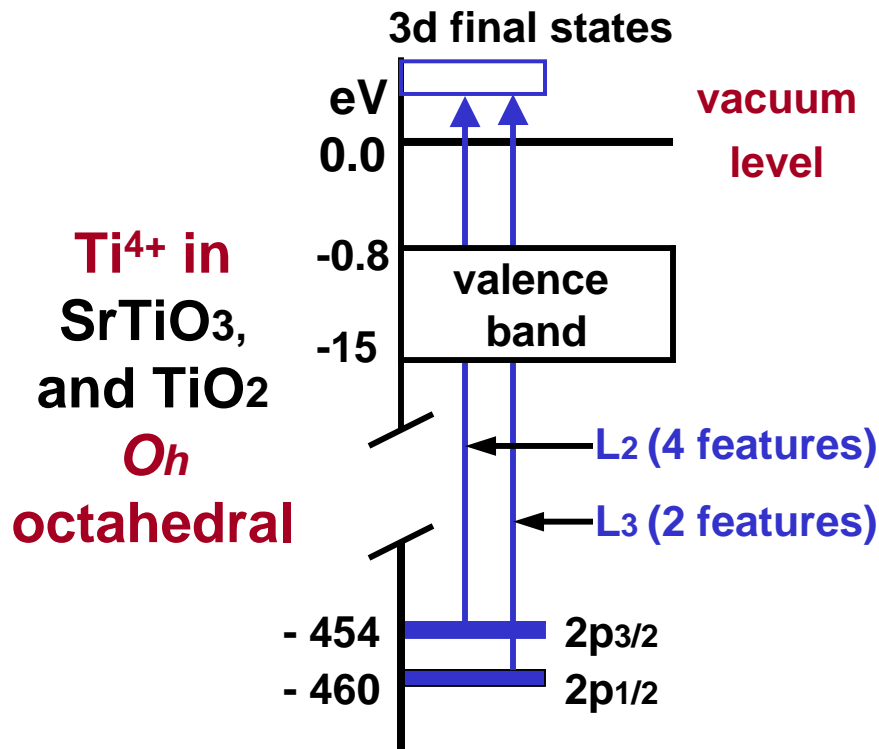 3d final states
eV
0.0
vacuum
level
-0.8
-15
valence
band
Ti4+ in
SrTiO3,
and TiO2
Oh
octahedral
L2 (4 features)
L3 (2 features)
- 454
2p3/2
- 460
2p1/2